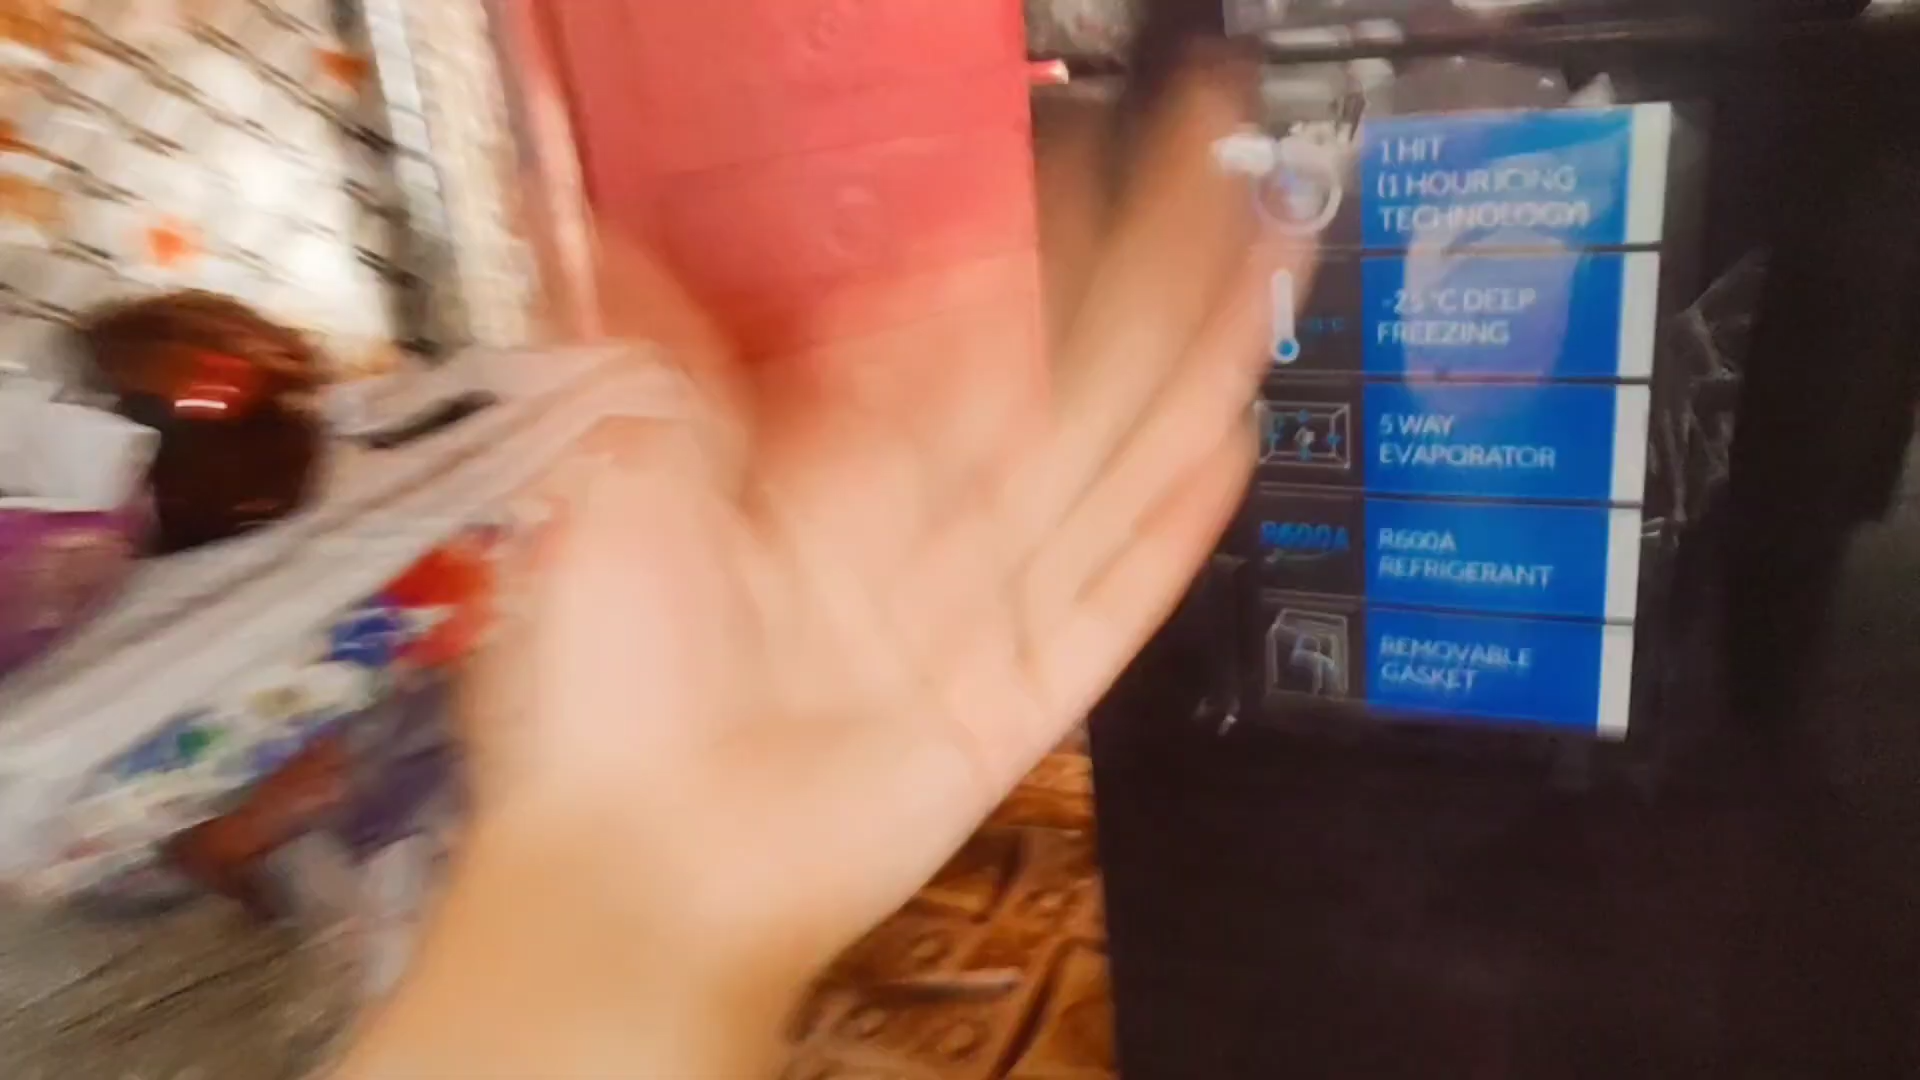 1 HIT
(1 HOUR ICING
TECHNOLOGY)
-25 °C DEEP
FREEZING
5 WAY
EVAPORATOR
R600A
R600A
REFRIGERANT
REMOVABLE
GASKET